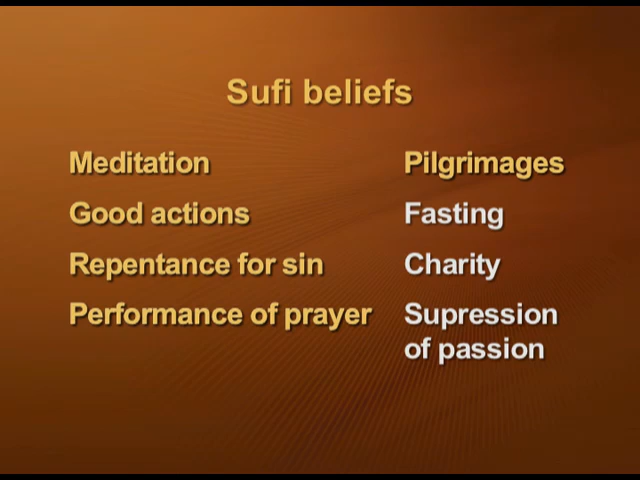 Sufi beliefs
Meditation
Good actions
Repentance for sin
Performance of prayer
Pilgrimages
Fasting
Charity
Supression
of passion